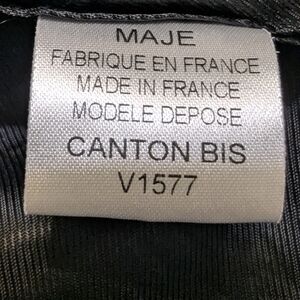 MAJE
FABRIQUE EN FRANCE
MADE IN FRANCE
MODELE DEPOSE
CANTON BIS
V1577